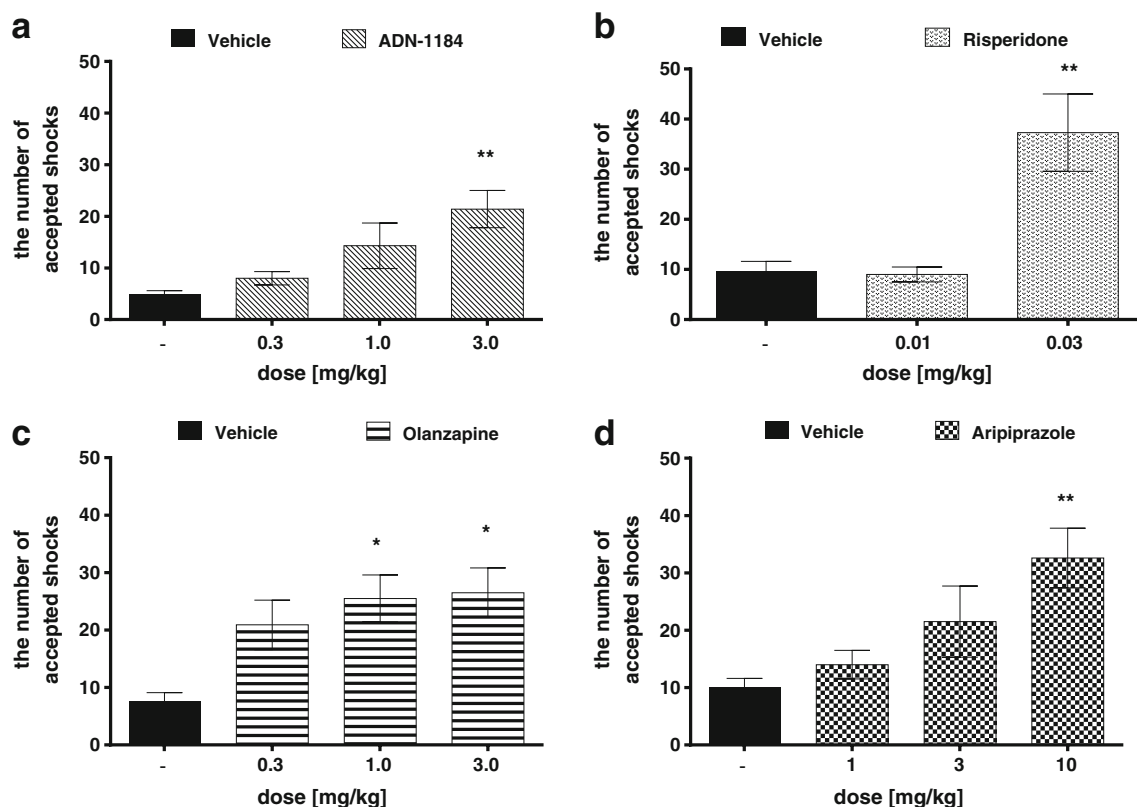 a
Vehicle ADN-1184
the number of
accepted shocks
50
40
30
20
10
0
**
- 0.3 1.0 3.0
dose [mg/kg]
b
Vehicle Risperidone
the number of
accepted shocks
50
40
30
20
10
0
**
- 0.01 0.03
dose [mg/kg]
c
Vehicle Olanzapine
the number of
accepted shocks
50
40
30
20
10
0
* *
- 0.3 1.0 3.0
dose [mg/kg]
d
Vehicle Aripiprazole
the number of
accepted shocks
50
40
30
20
10
0
**
- 1 3 10
dose [mg/kg]